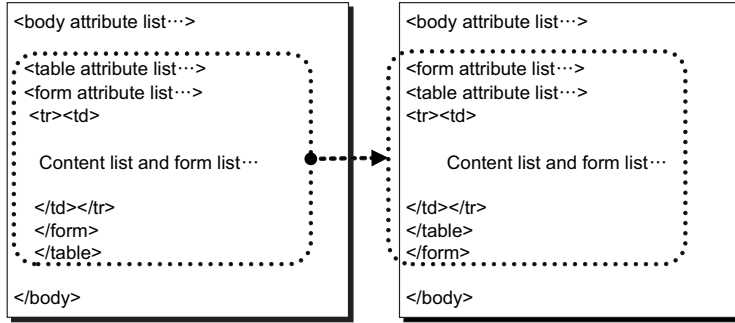 <body attribute list⋯>
<table attribute list⋯>
<form attribute list⋯>
<tr><td>
Content list and form list⋯
</td></tr>
</form>
</table>
</body>
<body attribute list⋯>
<form attribute list⋯>
<table attribute list⋯>
<tr><td>
Content list and form list⋯
</td></tr>
</table>
</form>
</body>